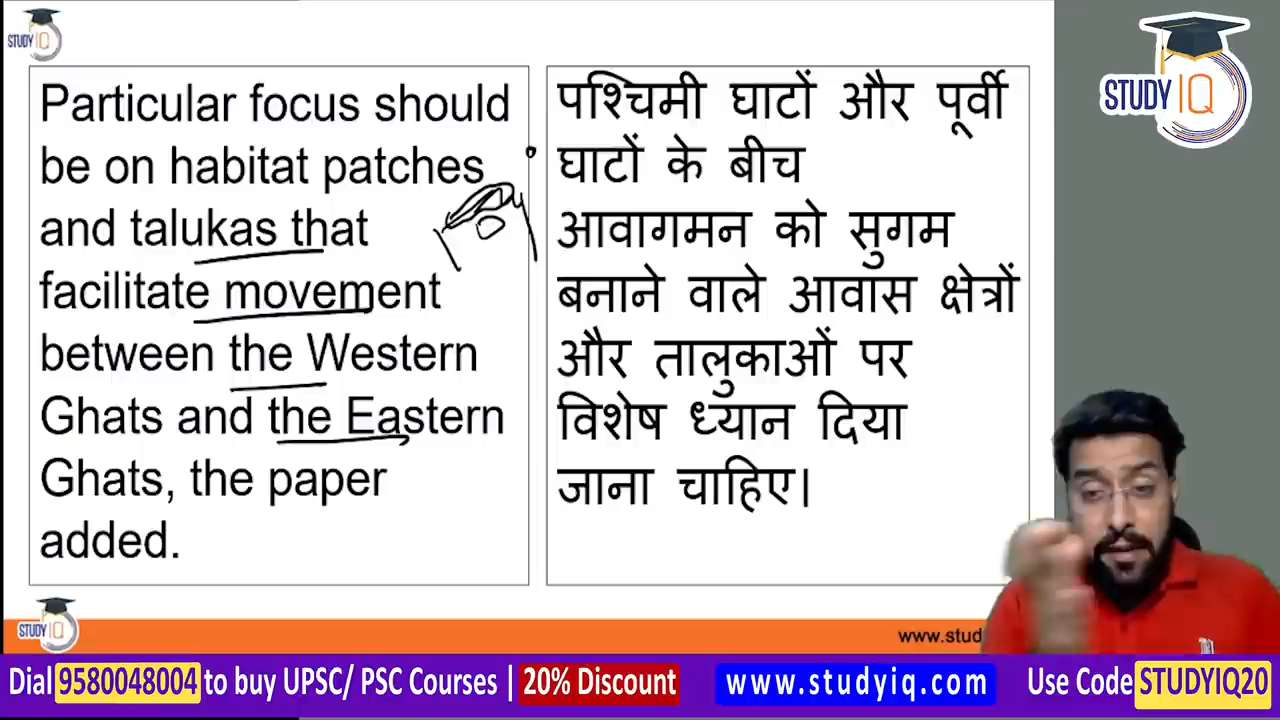 STUDY IQ
Particular focus should
be on habitat patches
and talukas that
facilitate movement
between the Western
Ghats and the Eastern
Ghats, the paper
added.
पश्चिमी घाटों और पूर्वी
घाटों के बीच
आवागमन को सुगम
बनाने वाले आवास क्षेत्रों
और तालुकाओं पर
विशेष ध्यान दिया
जाना चाहिए।
STUDY IQ
STUDY IQ
www.stud
Dial 9580048004 to buy UPSC/ PSC Courses | 20% Discount www.studyiq.com Use Code STUDYIQ20